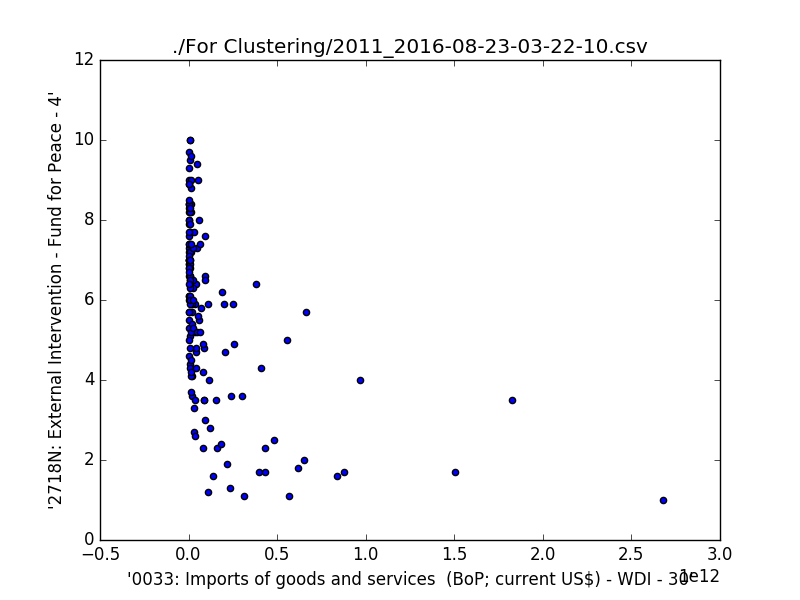 ./For Clustering/2011_2016-08-23-03-22-10.csv
12
10
8
6
4
2
0
'2718N: External Intervention - Fund for Peace - 4'
−0.5 0.0 0.5 1.0 1.5 2.0 2.5 3.0
1e12
'0033: Imports of goods and services  (BoP; current US$) - WDI - 30'